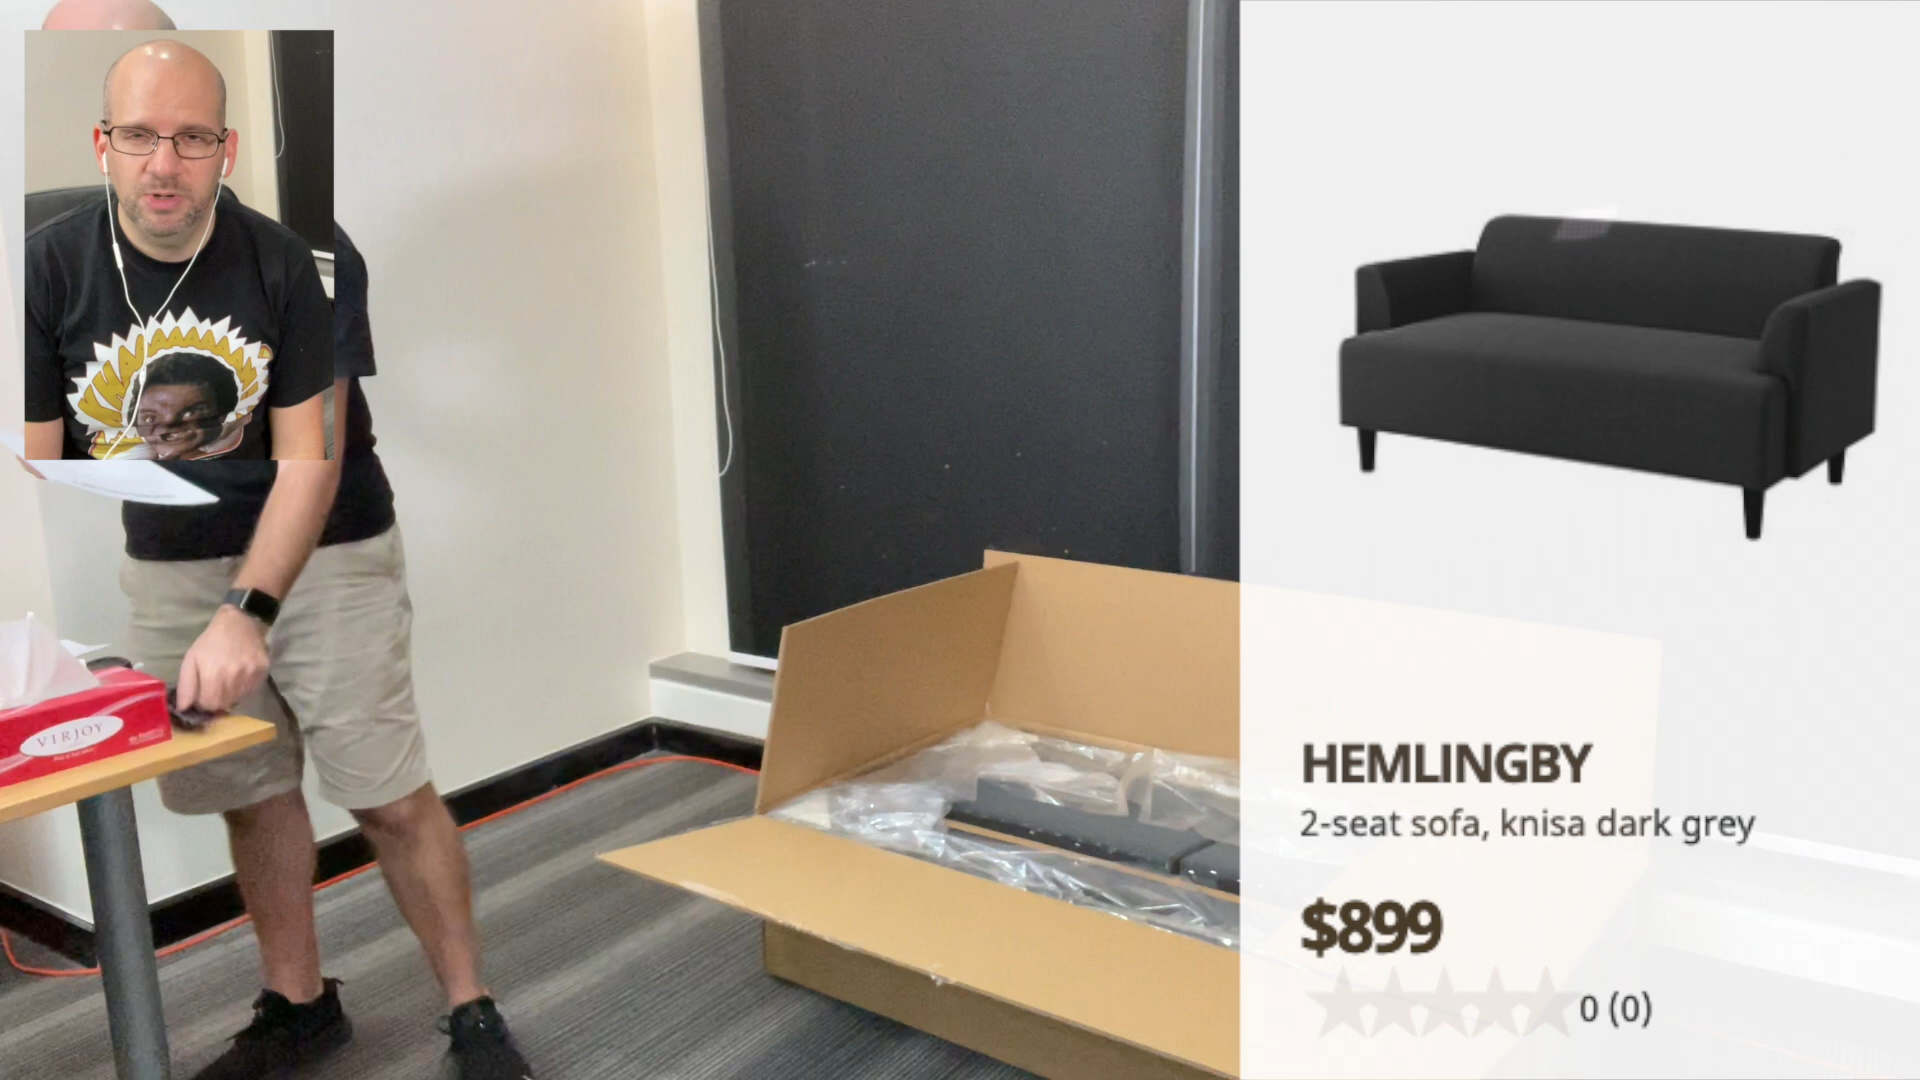 VIRJOY
HEMLINGBY
2-seat sofa, knisa dark grey
$899
0 (0)